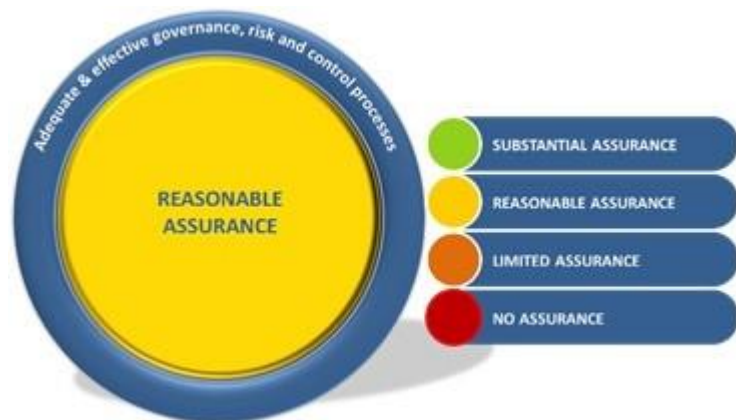 Adequate & effective governance, risk and control processes
REASONABLE
ASSURANCE
SUBSTANTIAL ASSURANCE
REASONABLE ASSURANCE
LIMITED ASSURANCE
NO ASSURANCE